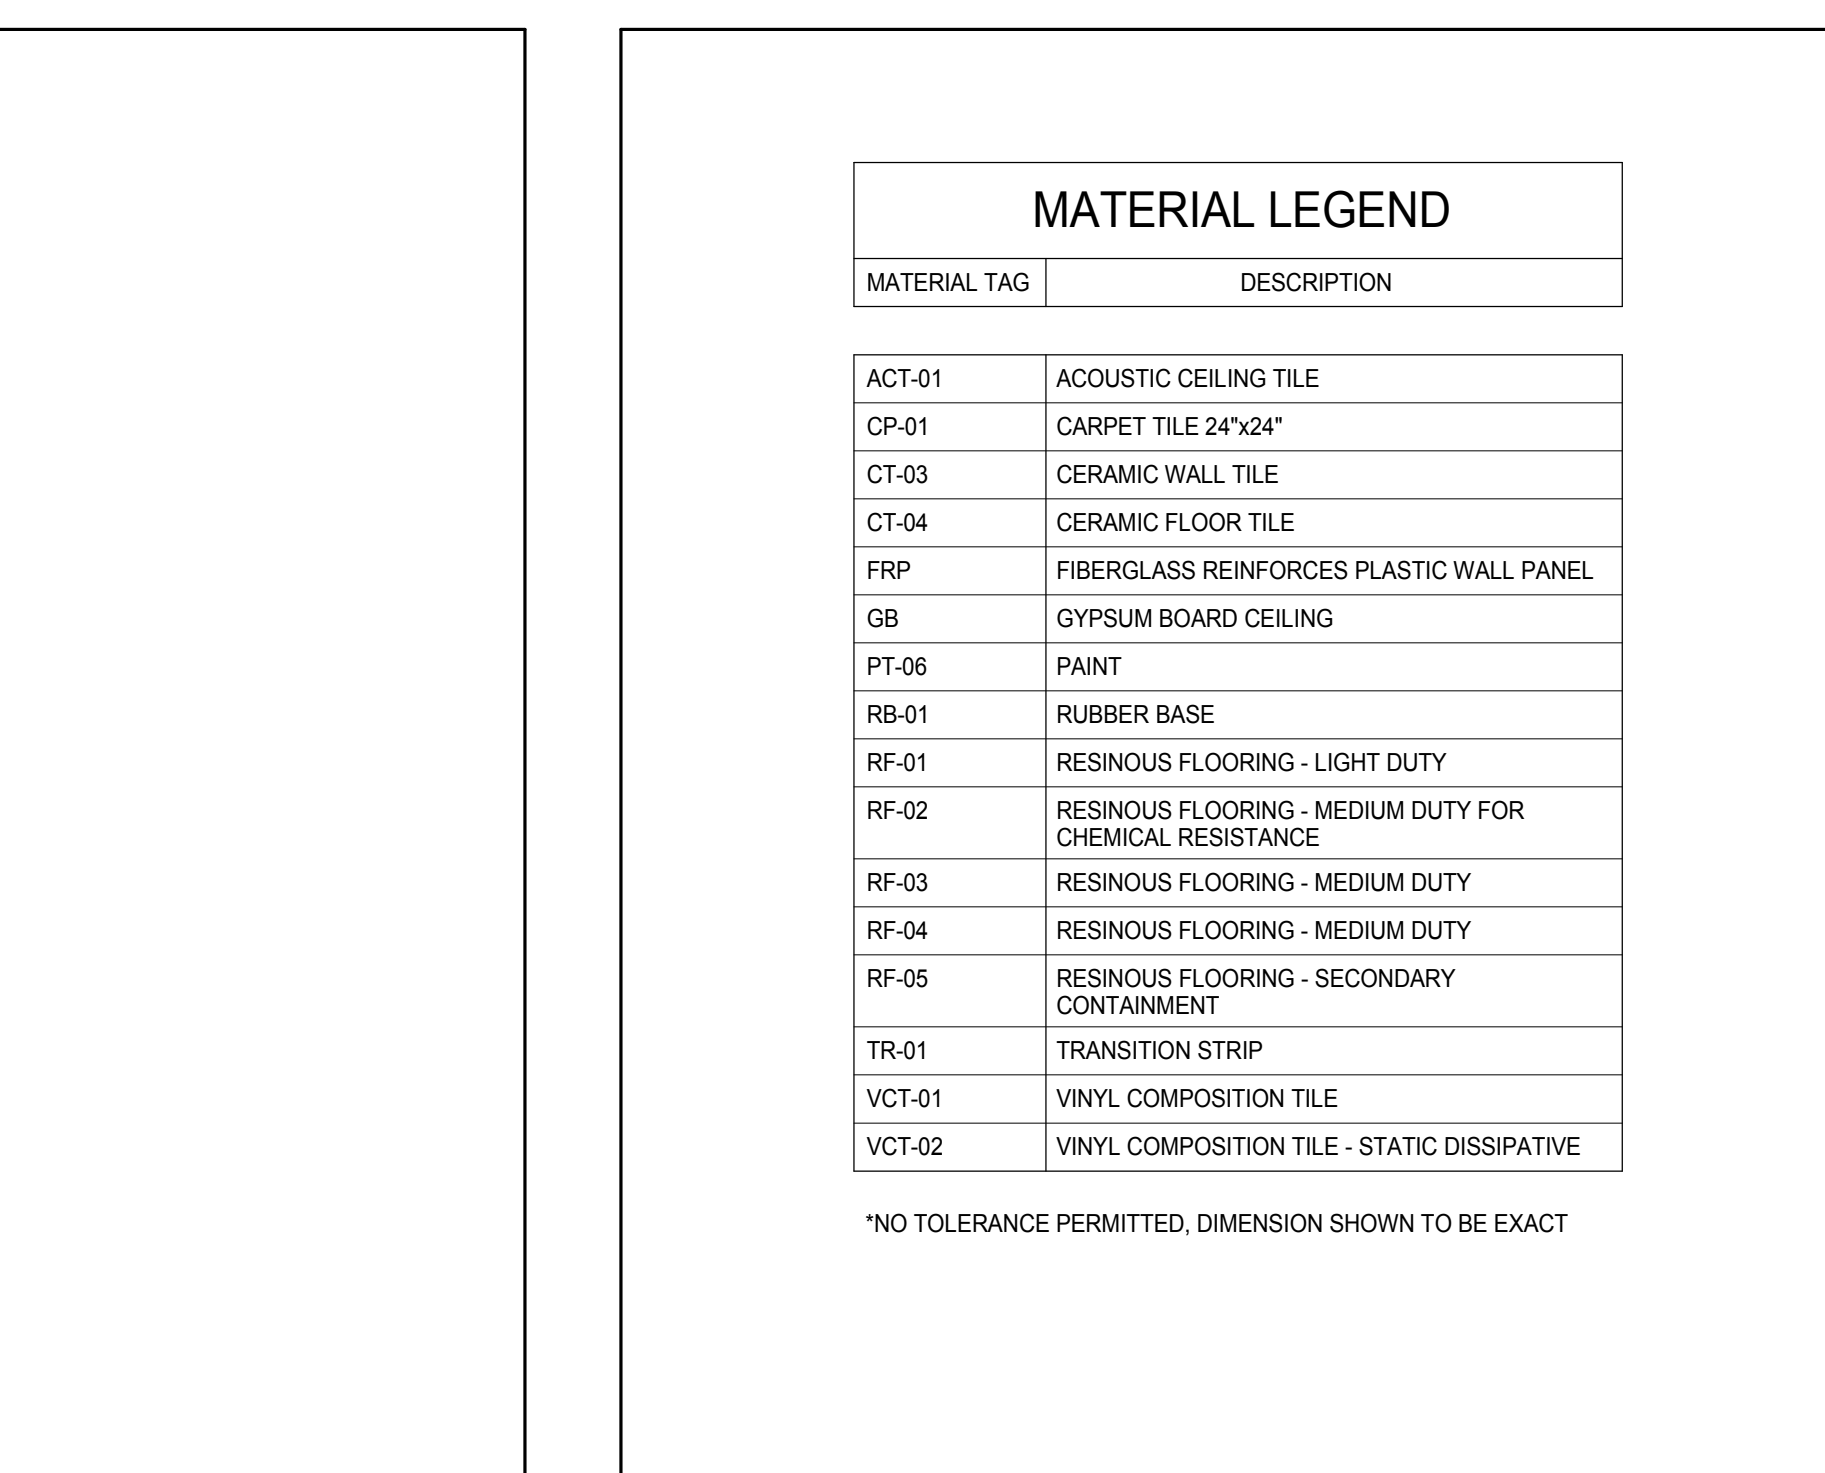 MATERIAL LEGEND
MATERIAL TAG DESCRIPTION
ACT-01 ACOUSTIC CEILING TILE
CP-01 CARPET TILE 24"x24"
CT-03 CERAMIC WALL TILE
CT-04 CERAMIC FLOOR TILE
FRP FIBERGLASS REINFORCES PLASTIC WALL PANEL
GB GYPSUM BOARD CEILING
PT-06 PAINT
RB-01 RUBBER BASE
RF-01 RESINOUS FLOORING - LIGHT DUTY
RF-02 RESINOUS FLOORING - MEDIUM DUTY FOR
CHEMICAL RESISTANCE
RF-03 RESINOUS FLOORING - MEDIUM DUTY
RF-04 RESINOUS FLOORING - MEDIUM DUTY
RF-05 RESINOUS FLOORING - SECONDARY
CONTAINMENT
TR-01 TRANSITION STRIP
VCT-01 VINYL COMPOSITION TILE
VCT-02 VINYL COMPOSITION TILE - STATIC DISSIPATIVE
*NO TOLERANCE PERMITTED, DIMENSION SHOWN TO BE EXACT